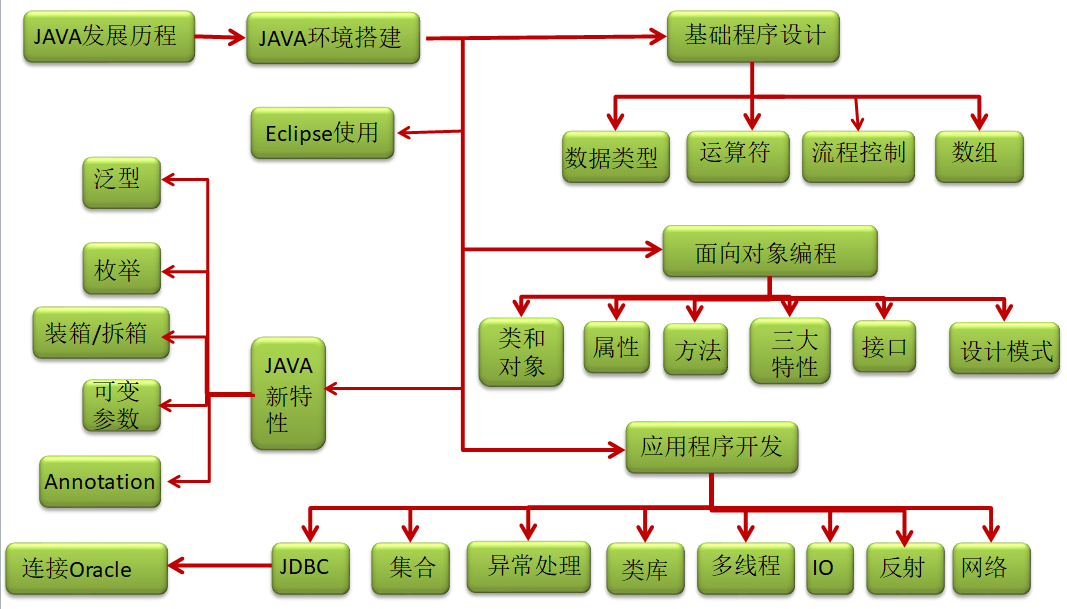 JAVA发展历程
JAVA环境搭建
基础程序设计
Eclipse使用
数据类型
运算符
流程控制
数组
泛型
枚举
装箱/拆箱
可变
参数
Annotation
JAVA
新特
性
面向对象编程
类和
对象
属性
方法
三大
特性
接口
设计模式
应用程序开发
连接Oracle
JDBC
集合
异常处理
类库
多线程
IO
反射
网络